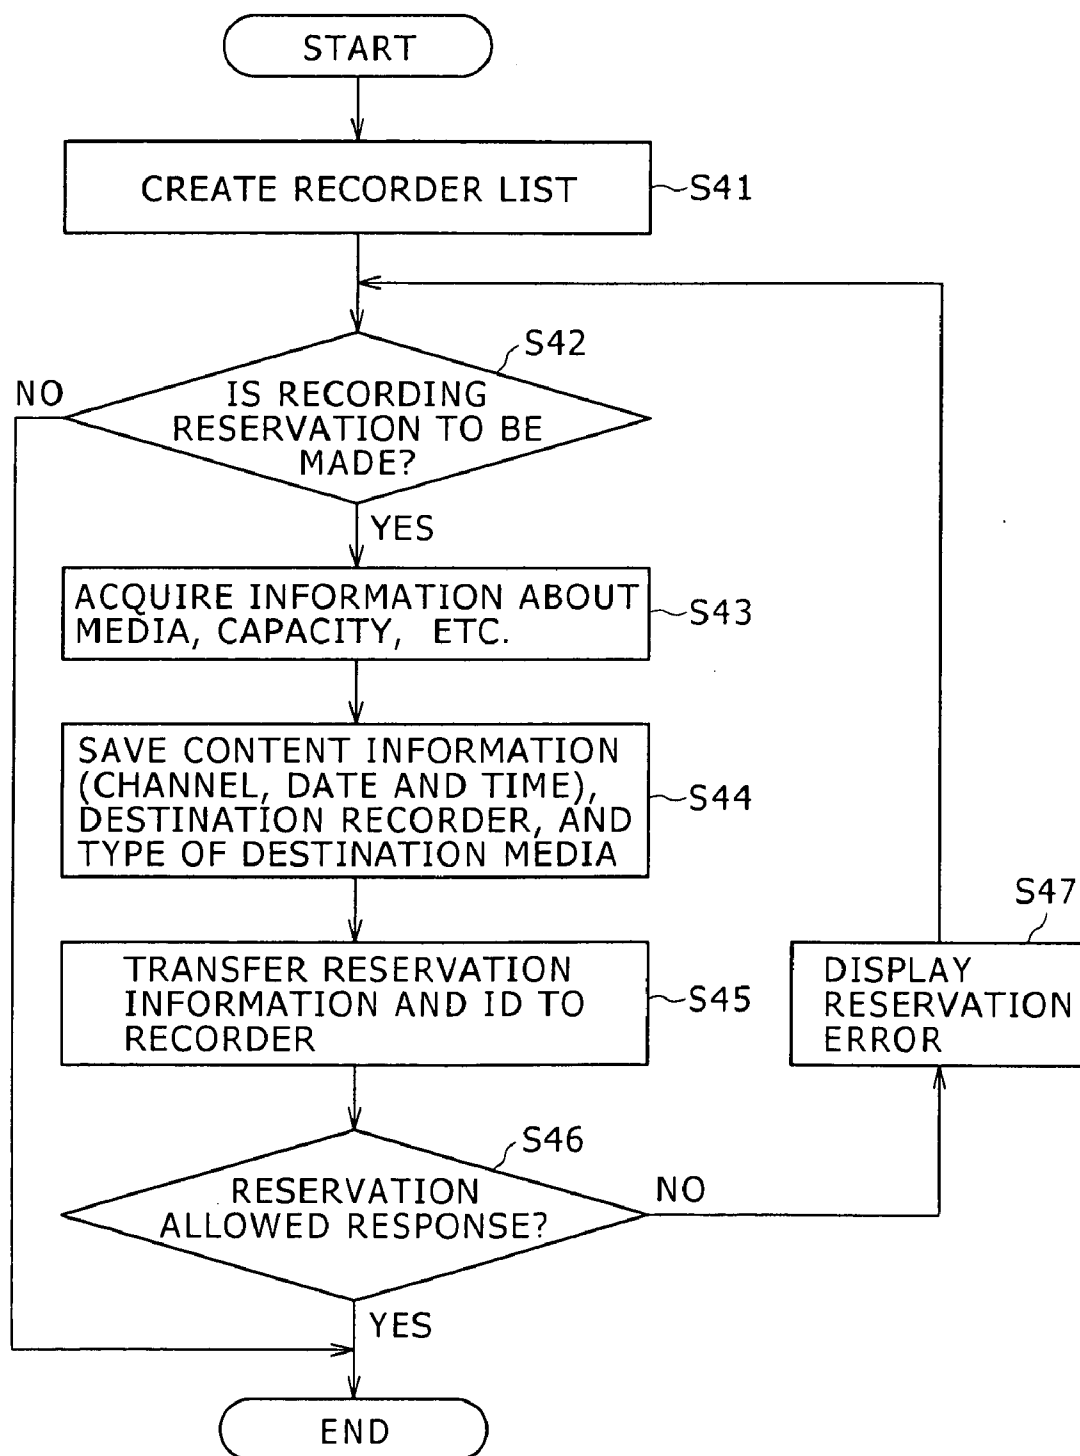 START
CREATE RECORDER LIST
S41
S42
NO
IS RECORDING
RESERVATION TO BE
MADE?
YES
ACQUIRE INFORMATION ABOUT
MEDIA, CAPACITY, ETC.
S43
SAVE CONTENT INFORMATION
(CHANNEL, DATE AND TIME),
DESTINATION RECORDER, AND
TYPE OF DESTINATION MEDIA
S44
TRANSFER RESERVATION
INFORMATION AND ID TO
RECORDER
S45
S47
DISPLAY
RESERVATION
ERROR
S46
RESERVATION
ALLOWED RESPONSE?
NO
YES
END